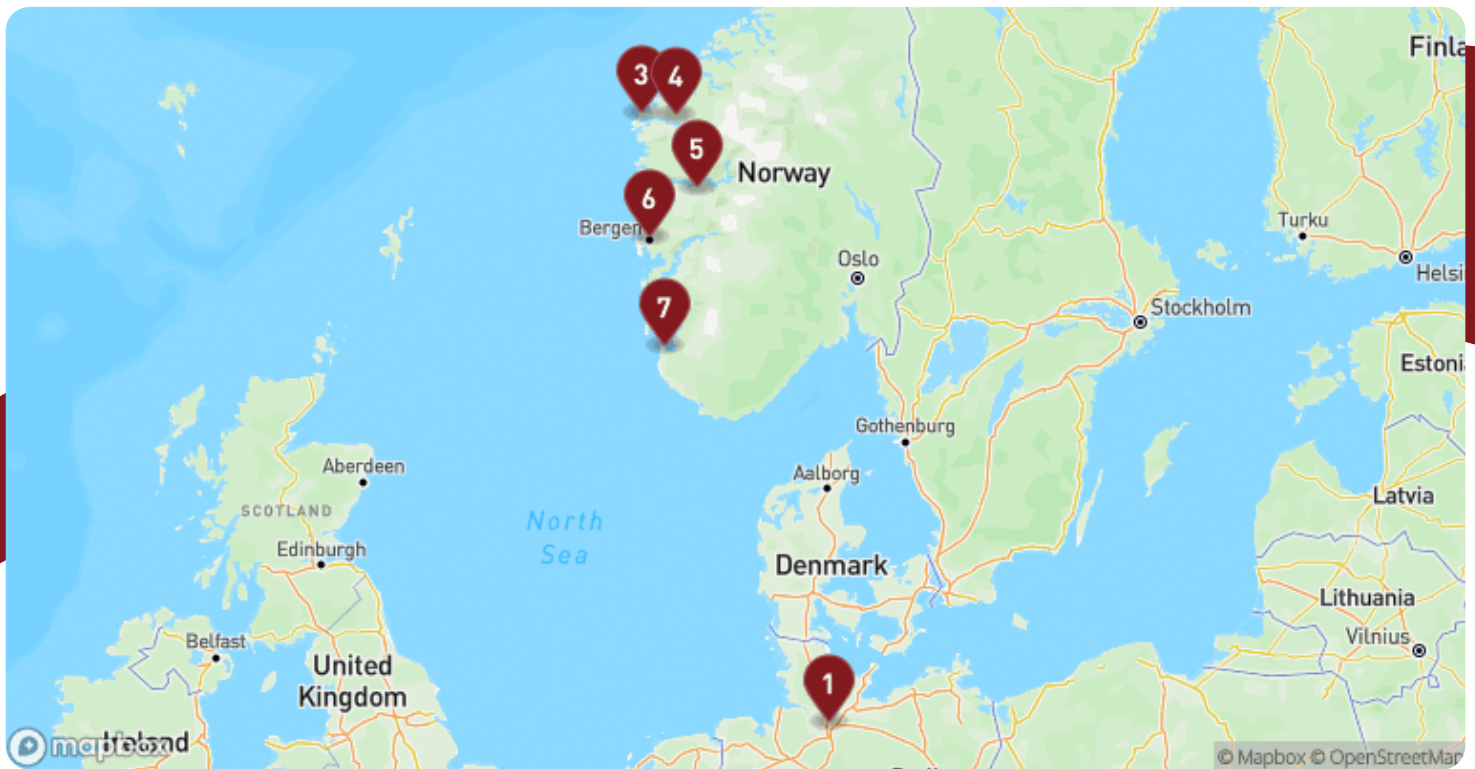 Finla
3
4
5
Norway
6
Bergen
Turku
Oslo
Helsi
7
Stockholm
Estoni
Gothenburg
Aberdeen
Aalborg
Latvia
SCOTLAND
North
Sea
Edinburgh
Denmark
Lithuania
Vilnius
Belfast
United
Kingdom
1
mapbox
Ireland
© Mapbox © OpenStreetMap